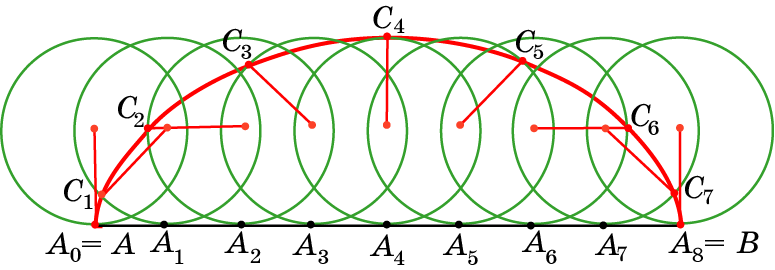 C₄
C₃ C₅
C₂ C₆
C₁ C₇
A₀= A A₁ A₂ A₃ A₄ A₅ A₆ A₇ A₈= B